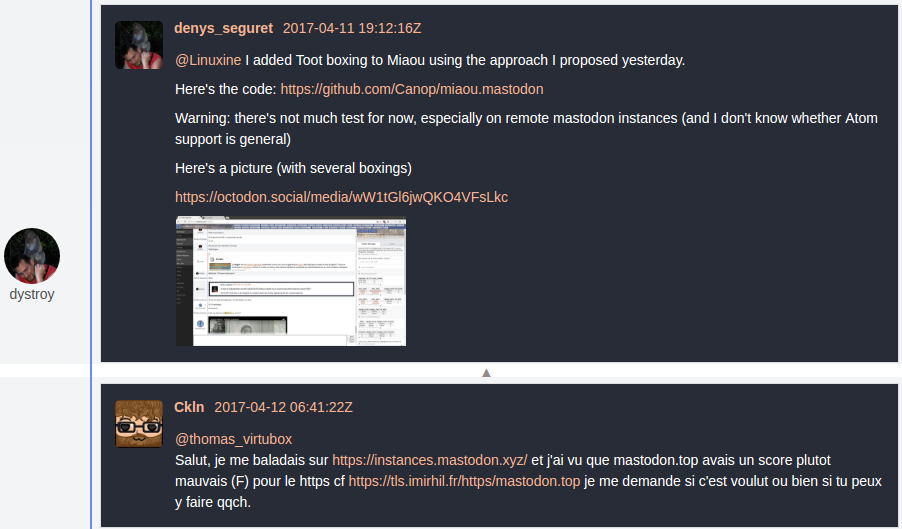 denys_seguret 2017-04-11 19:12:16Z
@Linuxine I added Toot boxing to Miaou using the approach I proposed yesterday.
Here's the code: https://github.com/Canop/miaou.mastodon
Warning: there's not much test for now, especially on remote mastodon instances (and I don't know whether Atom
support is general)
Here's a picture (with several boxings)
https://octodon.social/media/wW1tGl6jwQKO4VFsLkc
dystroy
▲
Ckln 2017-04-12 06:41:22Z
@thomas_virtubox
Salut, je me baladais sur https://instances.mastodon.xyz/ et j'ai vu que mastodon.top avais un score plutot
mauvais (F) pour le https cf https://tls.imirhil.fr/https/mastodon.top je me demande si c'est voulut ou bien si tu peux
y faire qqch.